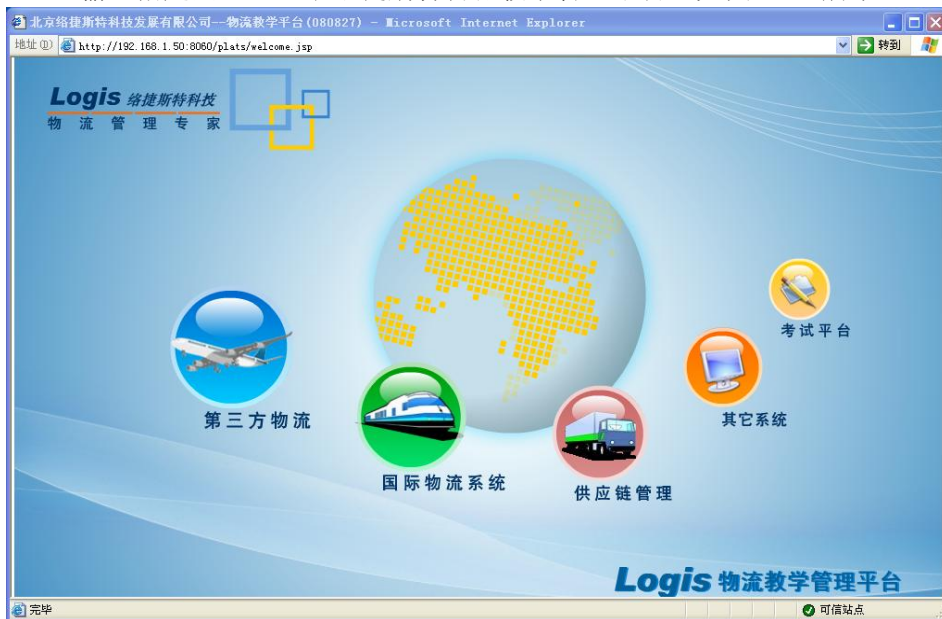 北京络捷斯特科技发展有限公司--物流教学平台(080827) - Microsoft Internet Explorer
地址(D) http://192.168.1.50:8060/plats/welcome.jsp 转到
Logis 络捷斯特科技
物流管理专家
考试平台
第三方物流
其它系统
国际物流系统
供应链管理
Logis 物流教学管理平台
完毕 可信站点